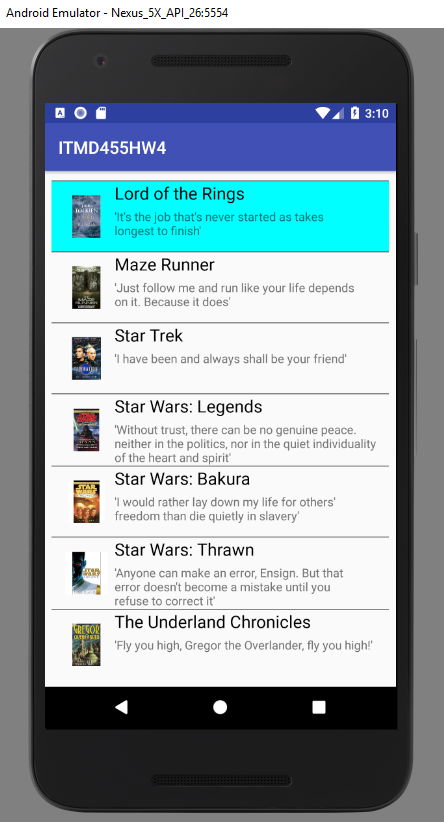 Android Emulator - Nexus_5X_API_26:5554
A
3:10
ITMD455HW4
Lord of the Rings
'It's the job that's never started as takes
longest to finish'
Maze Runner
'Just follow me and run like your life depends
on it. Because it does'
Star Trek
'I have been and always shall be your friend'
Star Wars: Legends
'Without trust, there can be no genuine peace.
neither in the politics, nor in the quiet individuality
of the heart and spirit'
Star Wars: Bakura
'I would rather lay down my life for others'
freedom than die quietly in slavery'
Star Wars: Thrawn
'Anyone can make an error, Ensign. But that
error doesn't become a mistake until you
refuse to correct it'
The Underland Chronicles
'Fly you high, Gregor the Overlander, fly you high!'
GREGOR